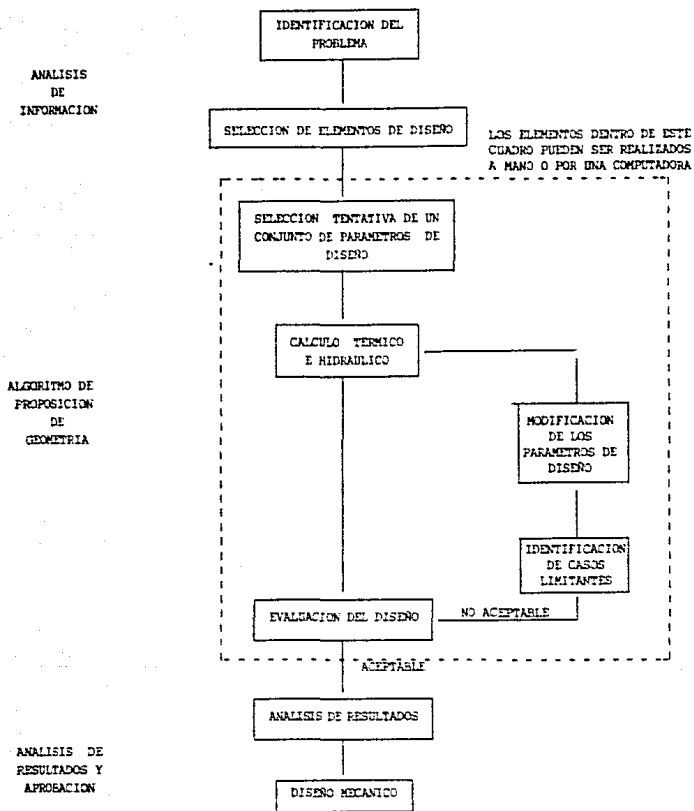 IDENTIFICACION DEL
PROBLEMA
ANALISIS
DE
INFORMACION
SELECCION DE ELEMENTOS DE DISEÑO
LOS ELEMENTOS DENTRO DE ESTE
CUADRO PUEDEN SER REALIZADOS
A MANO O POR UNA COMPUTADORA
SELECCION TENTATIVA DE UN
CONJUNTO DE PARAMETROS DE
DISEÑO
CALCULO TERMICO
E HIDRAULICO
ALGORITMO DE
PROPOSICION
DE
GEOMETRIA
MODIFICACION
DE LOS
PARAMETROS DE
DISEÑO
IDENTIFICACION
DE CASOS
LIMITANTES
EVALUACION DEL DISEÑO
NO ACEPTABLE
ACEPTABLE
ANALISIS DE RESULTADOS
ANALISIS DE
RESULTADOS Y
APROBACION
DISEÑO MECANICO